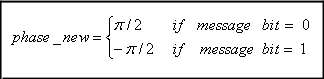 phase_new = { π/2 if message bit = 0
−π/2 if message bit = 1